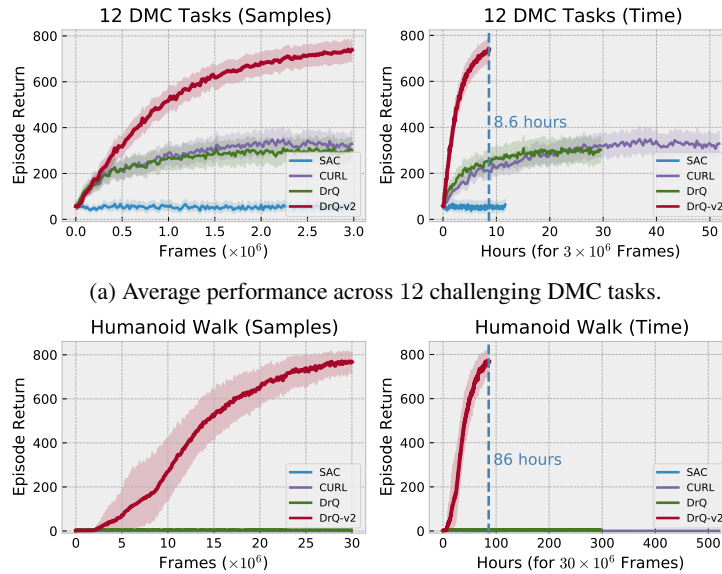 12 DMC Tasks (Samples)
Episode Return
800
600
400
200
0
0.0 0.5 1.0 1.5 2.0 2.5 3.0
Frames (×10⁶)
SAC
CURL
DrQ
DrQ-v2
12 DMC Tasks (Time)
Episode Return
800
600
400
200
0
0 10 20 30 40 50
Hours (for 3 × 10⁶ Frames)
8.6 hours
SAC
CURL
DrQ
DrQ-v2
(a) Average performance across 12 challenging DMC tasks.
Humanoid Walk (Samples)
Episode Return
800
600
400
200
0
0 5 10 15 20 25 30
Frames (×10⁶)
SAC
CURL
DrQ
DrQ-v2
Humanoid Walk (Time)
Episode Return
800
600
400
200
0
0 100 200 300 400 500
Hours (for 30 × 10⁶ Frames)
86 hours
SAC
CURL
DrQ
DrQ-v2